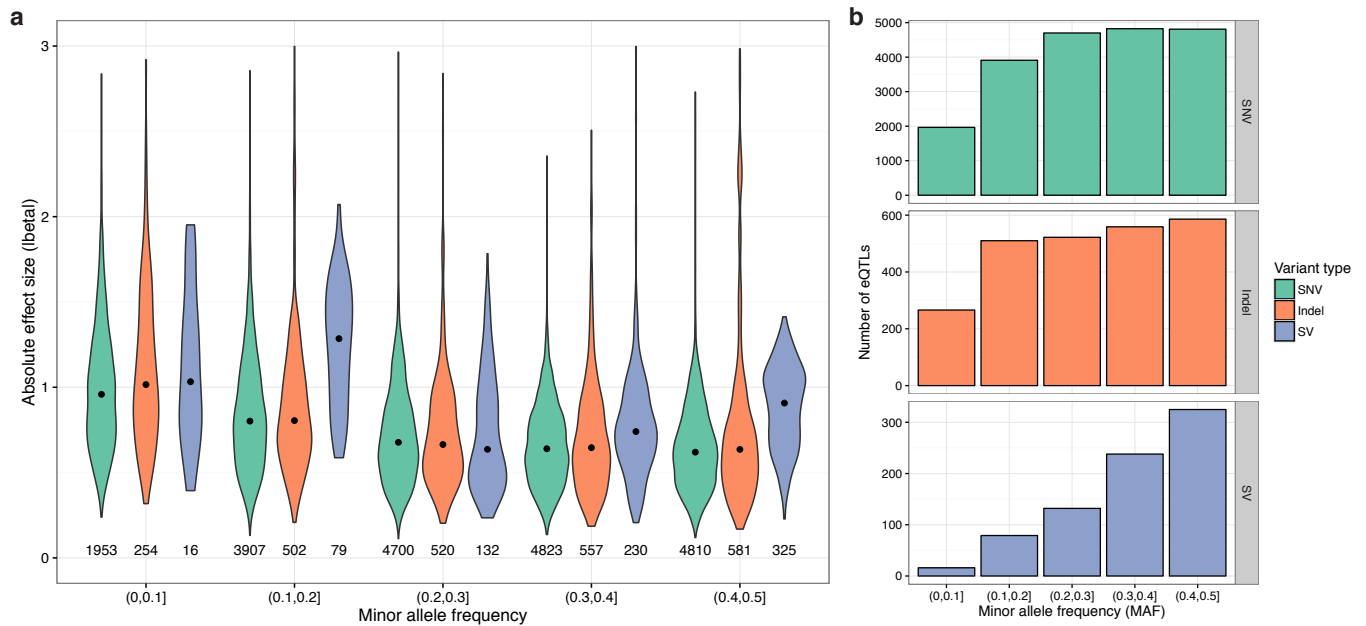 a
Absolute effect size (lbetal)
3
2
1
0
1953 254 16 3907 502 79 4700 520 132 4823 557 230 4810 581 325
(0,0.1] (0.1,0.2] (0.2,0.3] (0.3,0.4] (0.4,0.5]
Minor allele frequency
b
Number of eQTLs
5000
4000
3000
2000
1000
0
SNV
600
400
200
0
Indel
300
200
100
0
SV
(0,0.1] (0.1,0.2] (0.2,0.3] (0.3,0.4] (0.4,0.5]
Minor allele frequency (MAF)
Variant type
SNV
Indel
SV